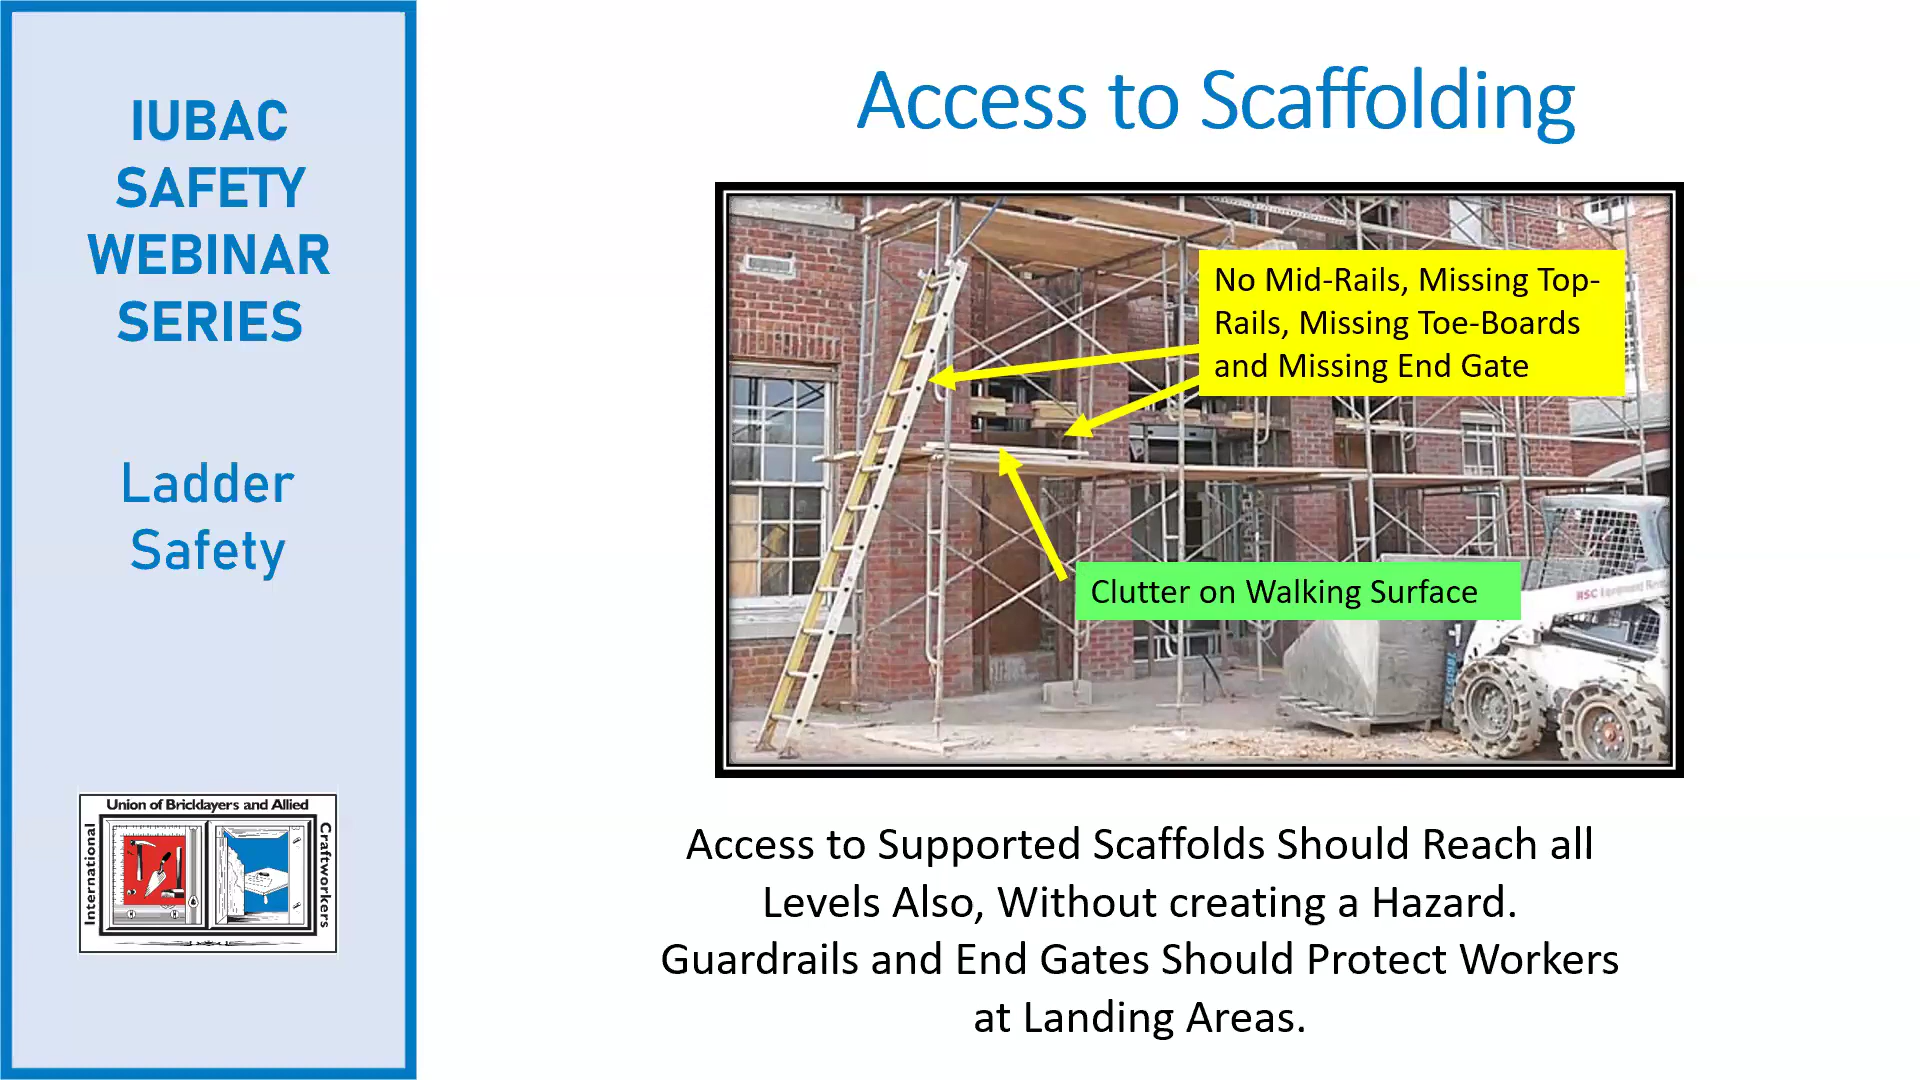 IUBAC
SAFETY
WEBINAR
SERIES
Ladder
Safety
Union of Bricklayers and Allied
International
Craftworkers
Access to Scaffolding
No Mid-Rails, Missing Top-
Rails, Missing Toe-Boards
and Missing End Gate
Clutter on Walking Surface
Access to Supported Scaffolds Should Reach all
Levels Also, Without creating a Hazard.
Guardrails and End Gates Should Protect Workers
at Landing Areas.